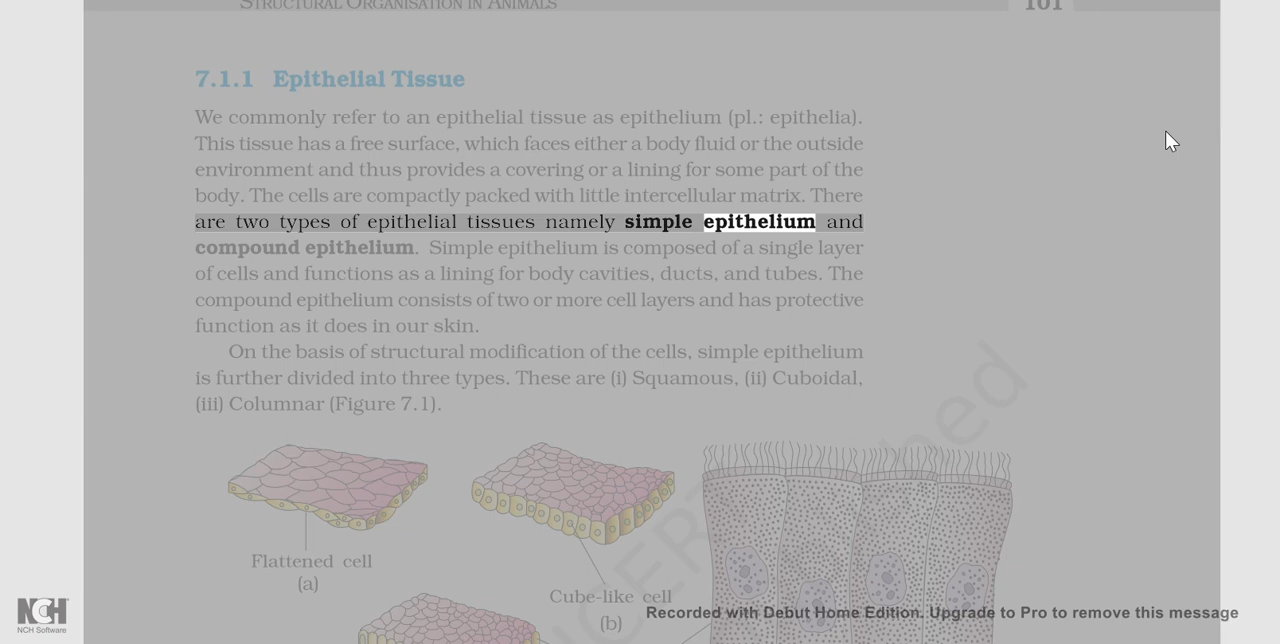 STRUCTURAL ORGANISATION IN ANIMALS 101
7.1.1 Epithelial Tissue
We commonly refer to an epithelial tissue as epithelium (pl.: epithelia).
This tissue has a free surface, which faces either a body fluid or the outside
environment and thus provides a covering or a lining for some part of the
body. The cells are compactly packed with little intercellular matrix. There
are two types of epithelial tissues namely simple epithelium and
compound epithelium. Simple epithelium is composed of a single layer
of cells and functions as a lining for body cavities, ducts, and tubes. The
compound epithelium consists of two or more cell layers and has protective
function as it does in our skin.
On the basis of structural modification of the cells, simple epithelium
is further divided into three types. These are (i) Squamous, (ii) Cuboidal,
(iii) Columnar (Figure 7.1).
Flattened cell
(a)
Cube-like cell
(b)
NCH
NCH Software
Recorded with Debut Home Edition. Upgrade to Pro to remove this message